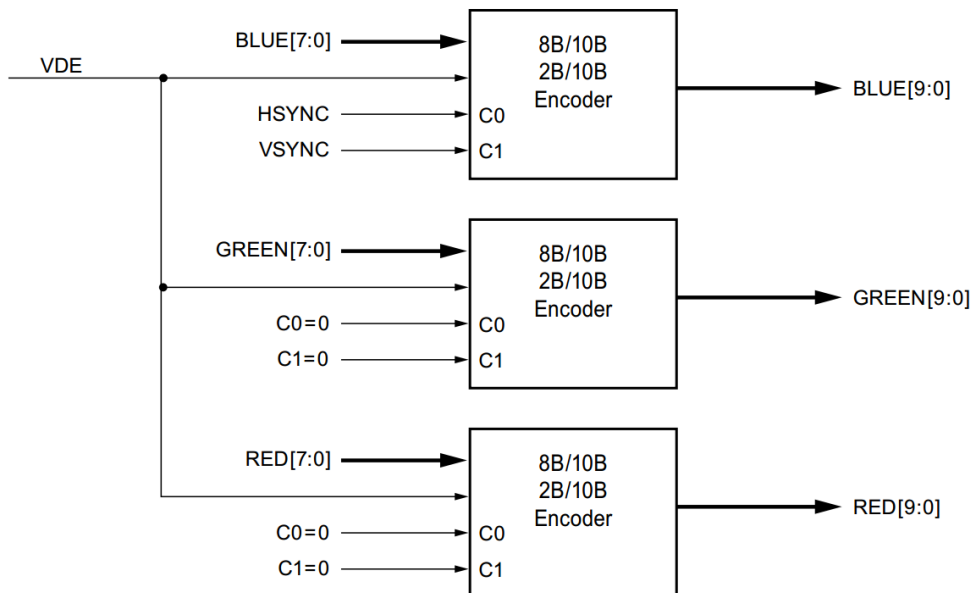 BLUE[7:0]
VDE
HSYNC
VSYNC
C0
C1
8B/10B
2B/10B
Encoder
BLUE[9:0]
GREEN[7:0]
C0=0
C1=0
C0
C1
8B/10B
2B/10B
Encoder
GREEN[9:0]
RED[7:0]
C0=0
C1=0
C0
C1
8B/10B
2B/10B
Encoder
RED[9:0]